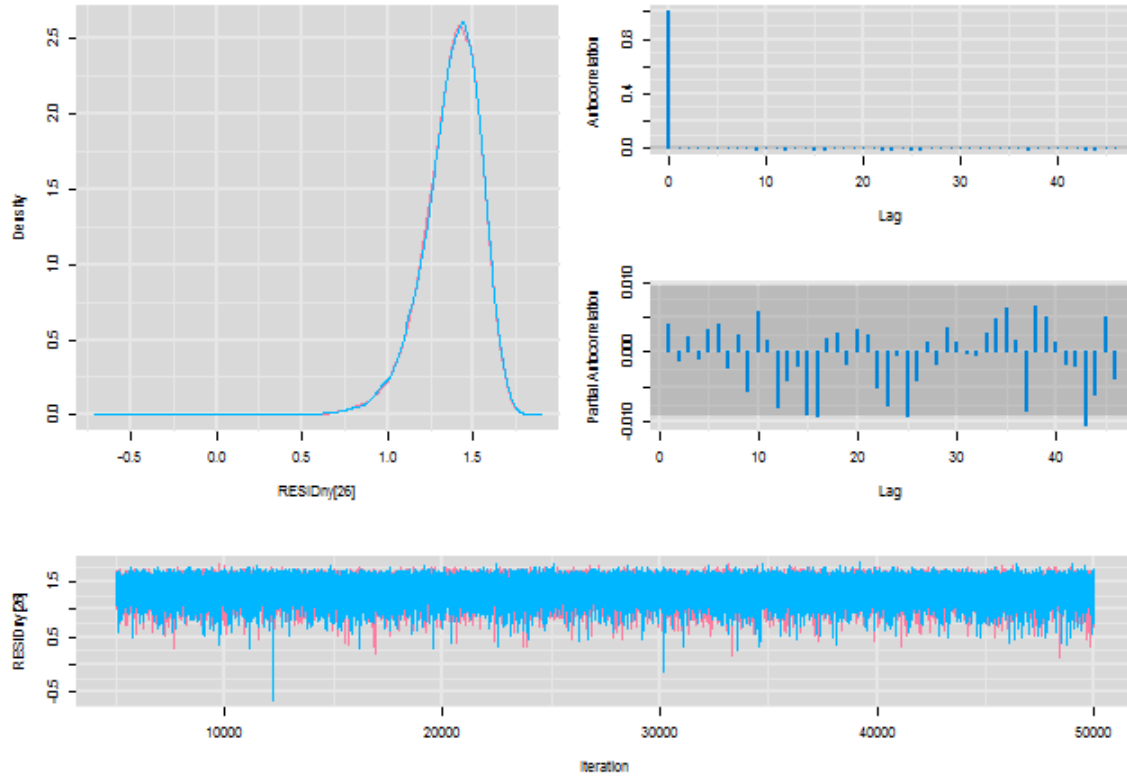 Density
0.0
0.5
1.0
1.5
2.0
2.5
-0.5 0.0 0.5 1.0 1.5
RESIDny[26]
Autocorrelation
0.0 0.4 0.8
0 10 20 30 40
Lag
Partial Autocorrelation
-0.010 0.000 0.010
0 10 20 30 40
Lag
RESIDny[26]
-0.5 0.5 1.5
10000 20000 30000 40000 50000
Iteration